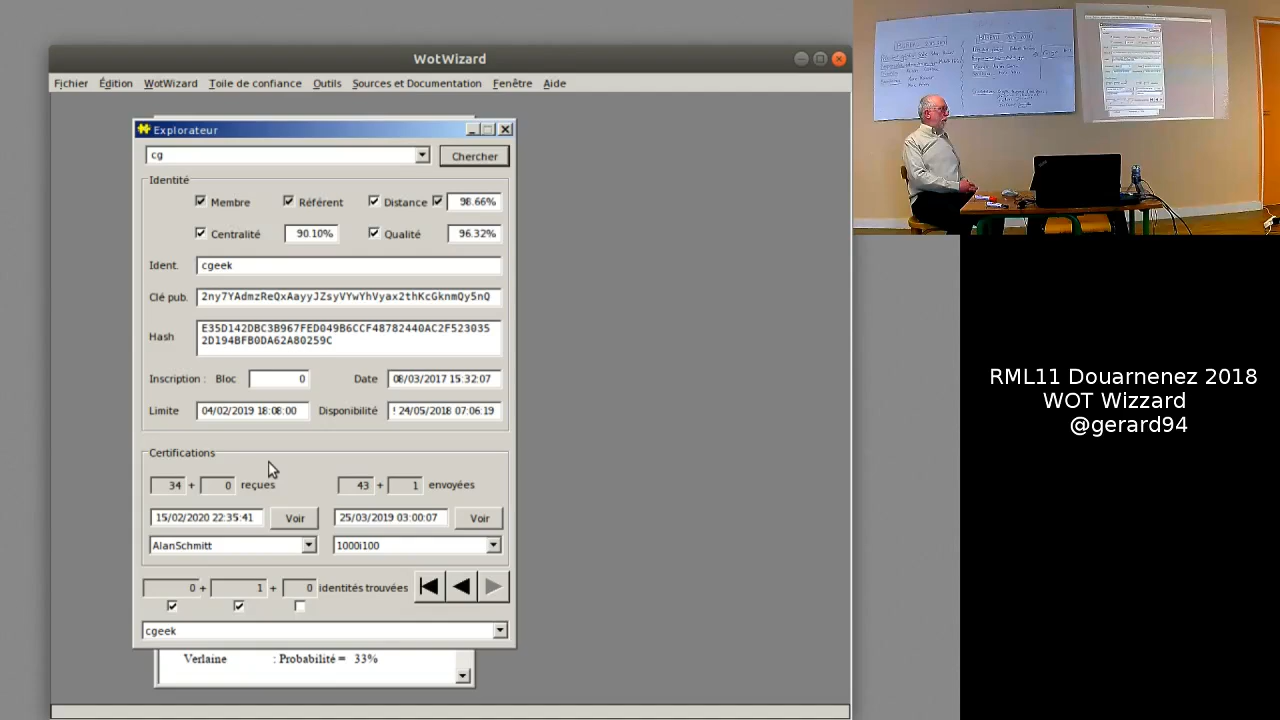 WotWizard
Fichier Édition WotWizard Toile de confiance Outils Sources et Documentation Fenêtre Aide
Explorateur
cg Chercher
Identité
Membre Référent Distance 98.66%
Centralité 90.10% Qualité 96.32%
Ident. cgeek
Clé pub. 2ny7YAdmzReQxAayyJZsyVYwYhVyax2thKcGknmQy5nQ
Hash E35D142DBC3B967FED049B6CCF48782440AC2F523035
2D194BFB0DA62A80259C
Inscription : Bloc 0 Date 08/03/2017 15:32:07
Limite 04/02/2019 18:08:00 Disponibilité ! 24/05/2018 07:06:19
Certifications
34 + 0 reçues 43 + 1 envoyées
15/02/2020 22:35:41 Voir 25/03/2019 03:00:07 Voir
AlanSchmitt 1000i100
0 + 1 + 0 identités trouvées
cgeek
Verlaine : Probabilité = 33%
RML11 Douarnenez 2018
WOT Wizzard
@gerard94